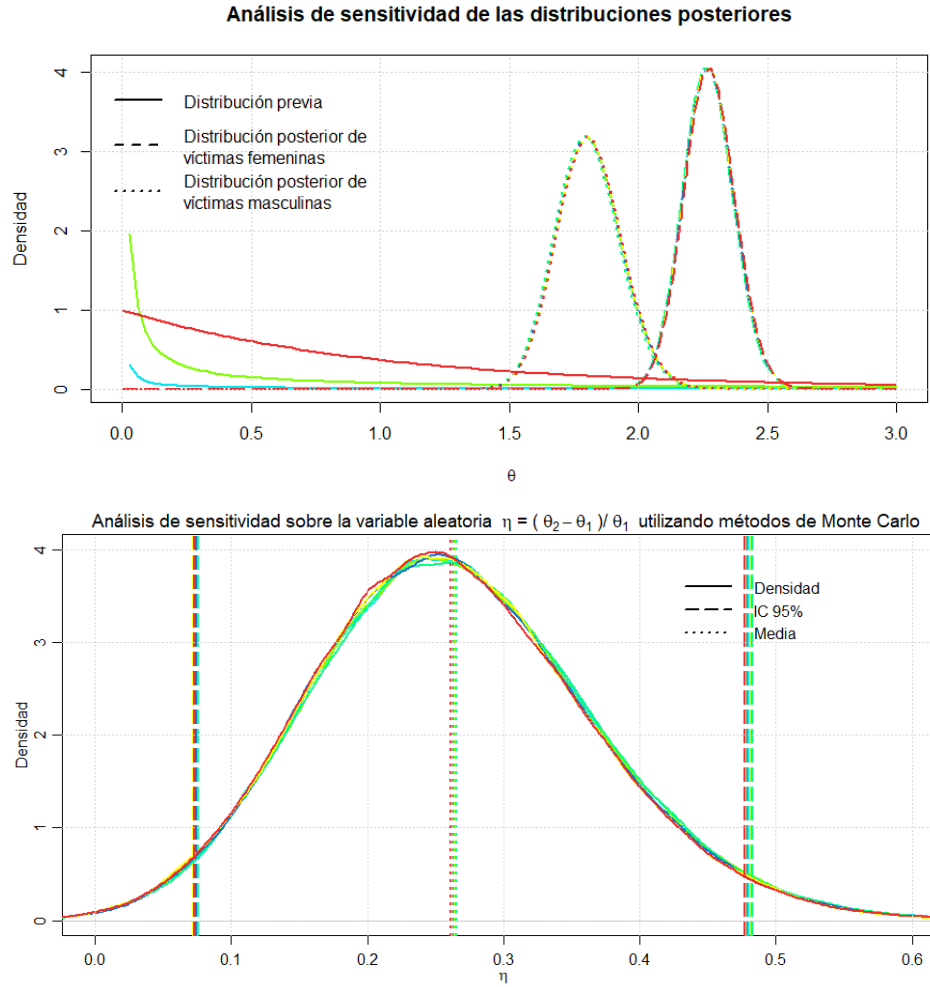 Análisis de sensitividad de las distribuciones posteriores
Densidad
4
3
2
1
0
Distribución previa
Distribución posterior de
víctimas femeninas
Distribución posterior de
víctimas masculinas
0.0 0.5 1.0 1.5 2.0 2.5 3.0
θ
Análisis de sensitividad sobre la variable aleatoria η = ( θ2 − θ1 )/ θ1 utilizando métodos de Monte Carlo
Densidad
4
3
2
1
0
Densidad
IC 95%
Media
0.0 0.1 0.2 0.3 0.4 0.5 0.6
η